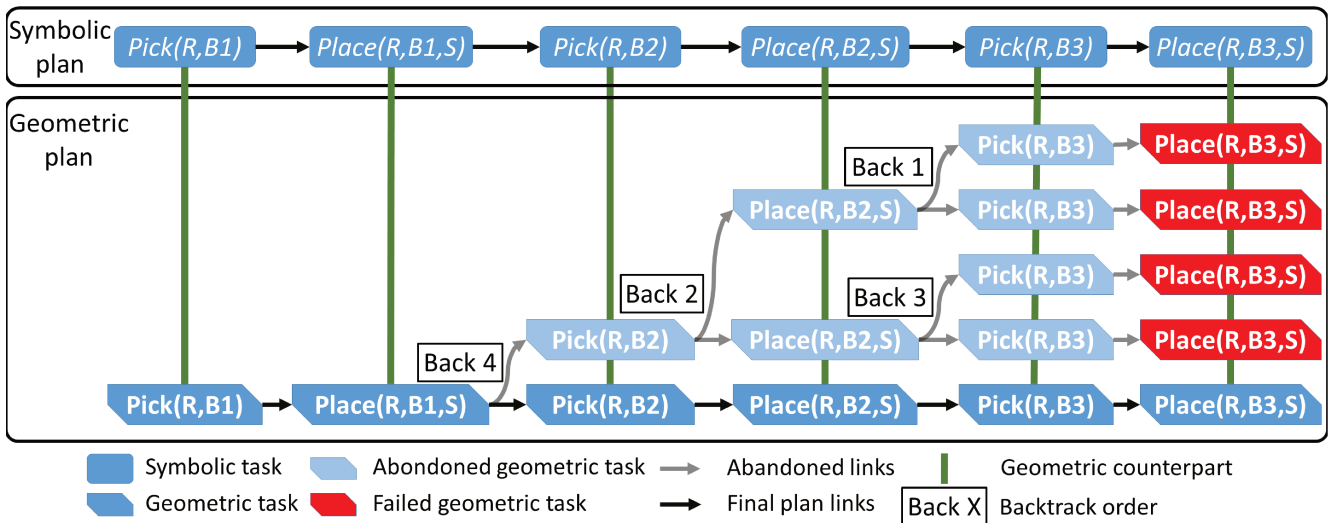 Symbolic plan
Pick(R,B1)
Place(R,B1,S)
Pick(R,B2)
Place(R,B2,S)
Pick(R,B3)
Place(R,B3,S)
Geometric plan
Pick(R,B3)
Place(R,B3,S)
Back 1
Place(R,B2,S)
Pick(R,B3)
Place(R,B3,S)
Pick(R,B3)
Place(R,B3,S)
Back 2
Back 3
Pick(R,B2)
Place(R,B2,S)
Pick(R,B3)
Place(R,B3,S)
Back 4
Pick(R,B1)
Place(R,B1,S)
Pick(R,B2)
Place(R,B2,S)
Pick(R,B3)
Place(R,B3,S)
Symbolic task
Abondoned geometric task
Abandoned links
Geometric counterpart
Geometric task
Failed geometric task
Final plan links
Back X
Backtrack order